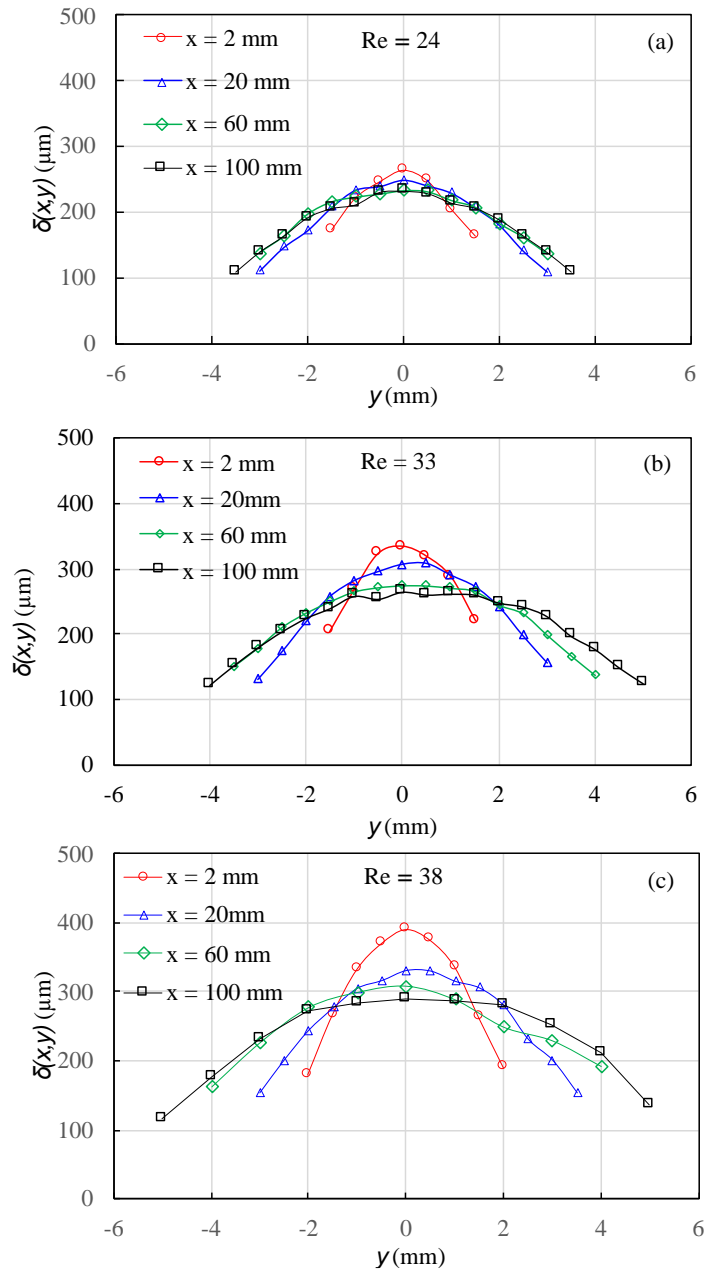 500
400
300
200
100
0
δ(x,y) (μm)
x = 2 mm
x = 20 mm
x = 60 mm
x = 100 mm
Re = 24
(a)
-6
-4
-2
0
2
4
6
y (mm)
500
400
300
200
100
0
δ(x,y) (μm)
x = 2 mm
x = 20mm
x = 60 mm
x = 100 mm
Re = 33
(b)
-6
-4
-2
0
2
4
6
y (mm)
500
400
300
200
100
0
δ(x,y) (μm)
x = 2 mm
x = 20mm
x = 60 mm
x = 100 mm
Re = 38
(c)
-6
-4
-2
0
2
4
6
y (mm)